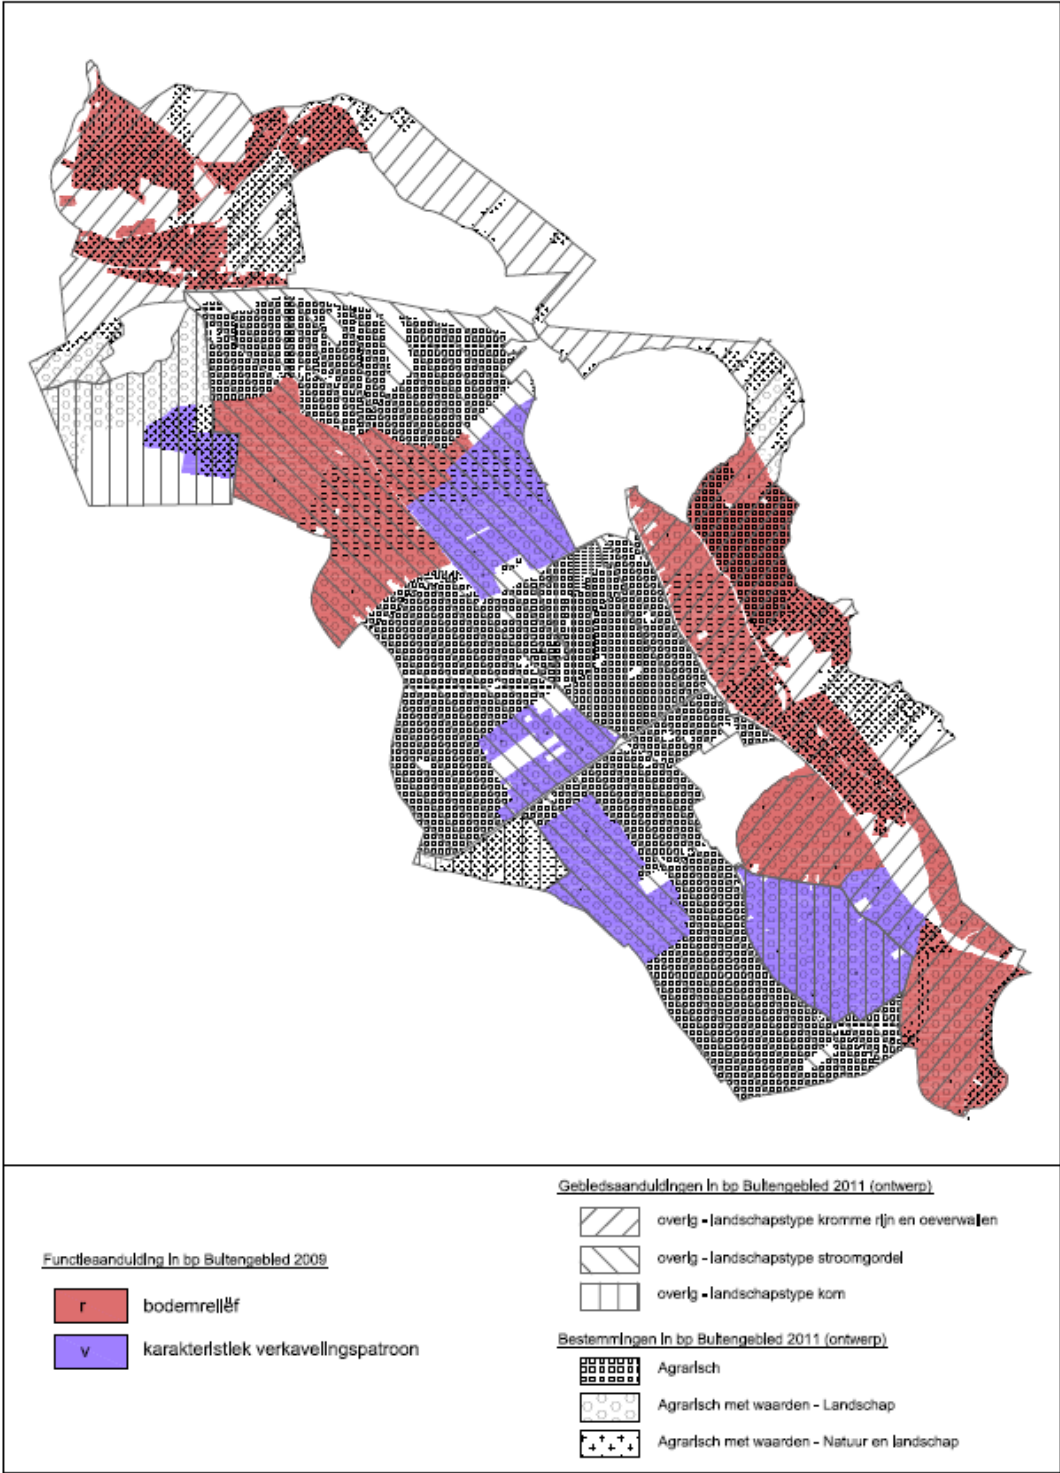 Functieaanduiding in bp Buitengebied 2009
r bodemreliëf
v karakteristiek verkavelingspatroon
Gebiedsaanduidingen in bp Buitengebied 2011 (ontwerp)
overig - landschapstype kromme rijn en oeverwallen
overig - landschapstype stroomgordel
overig - landschapstype kom
Bestemmingen in bp Buitengebied 2011 (ontwerp)
Agrarisch
Agrarisch met waarden - Landschap
Agrarisch met waarden - Natuur en landschap